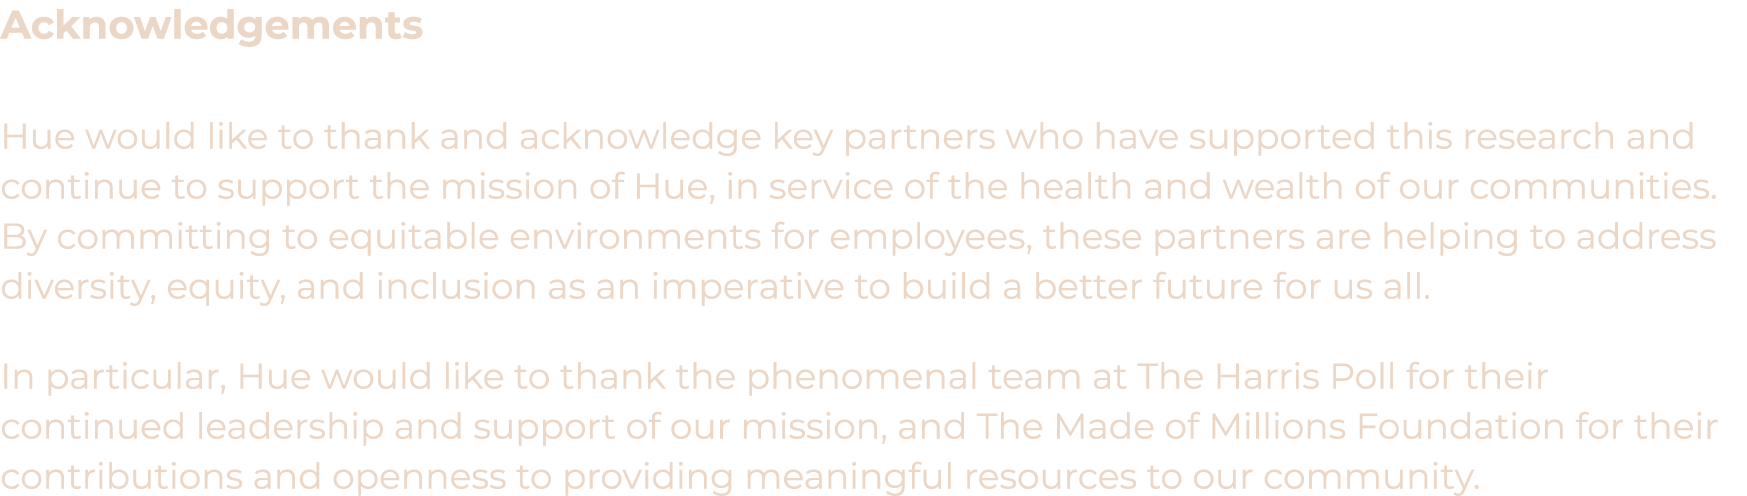 Acknowledgements
Hue would like to thank and acknowledge key partners who have supported this research and
continue to support the mission of Hue, in service of the health and wealth of our communities.
By committing to equitable environments for employees, these partners are helping to address
diversity, equity, and inclusion as an imperative to build a better future for us all.
In particular, Hue would like to thank the phenomenal team at The Harris Poll for their
continued leadership and support of our mission, and The Made of Millions Foundation for their
contributions and openness to providing meaningful resources to our community.